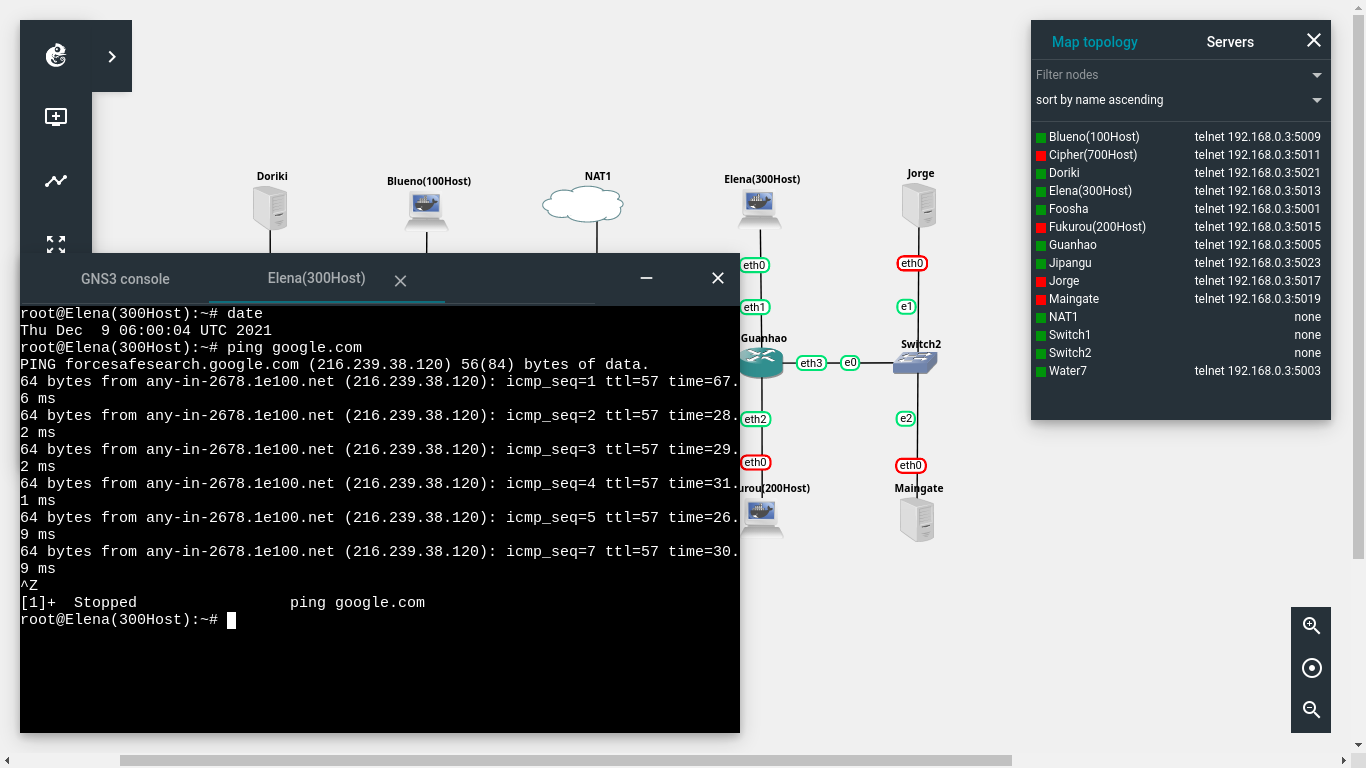 Map topology
Servers
Filter nodes
sort by name ascending
Blueno(100Host) telnet 192.168.0.3:5009
Cipher(700Host) telnet 192.168.0.3:5011
Doriki telnet 192.168.0.3:5021
Elena(300Host) telnet 192.168.0.3:5013
Foosha telnet 192.168.0.3:5001
Fukurou(200Host) telnet 192.168.0.3:5015
Guanhao telnet 192.168.0.3:5005
Jipangu telnet 192.168.0.3:5023
Jorge telnet 192.168.0.3:5017
Maingate telnet 192.168.0.3:5019
NAT1 none
Switch1 none
Switch2 none
Water7 telnet 192.168.0.3:5003
Doriki
Blueno(100Host)
NAT1
Elena(300Host)
Jorge
eth0
eth0
eth1
e1
Guanhao
Switch2
eth3
e0
eth2
e2
eth0
eth0
urou(200Host)
Maingate
GNS3 console
Elena(300Host)
root@Elena(300Host):~# date
Thu Dec  9 06:00:04 UTC 2021
root@Elena(300Host):~# ping google.com
PING forcesafesearch.google.com (216.239.38.120) 56(84) bytes of data.
64 bytes from any-in-2678.1e100.net (216.239.38.120): icmp_seq=1 ttl=57 time=67.
6 ms
64 bytes from any-in-2678.1e100.net (216.239.38.120): icmp_seq=2 ttl=57 time=28.
2 ms
64 bytes from any-in-2678.1e100.net (216.239.38.120): icmp_seq=3 ttl=57 time=29.
2 ms
64 bytes from any-in-2678.1e100.net (216.239.38.120): icmp_seq=4 ttl=57 time=31.
1 ms
64 bytes from any-in-2678.1e100.net (216.239.38.120): icmp_seq=5 ttl=57 time=26.
9 ms
64 bytes from any-in-2678.1e100.net (216.239.38.120): icmp_seq=7 ttl=57 time=30.
9 ms
^Z
[1]+  Stopped                 ping google.com
root@Elena(300Host):~#